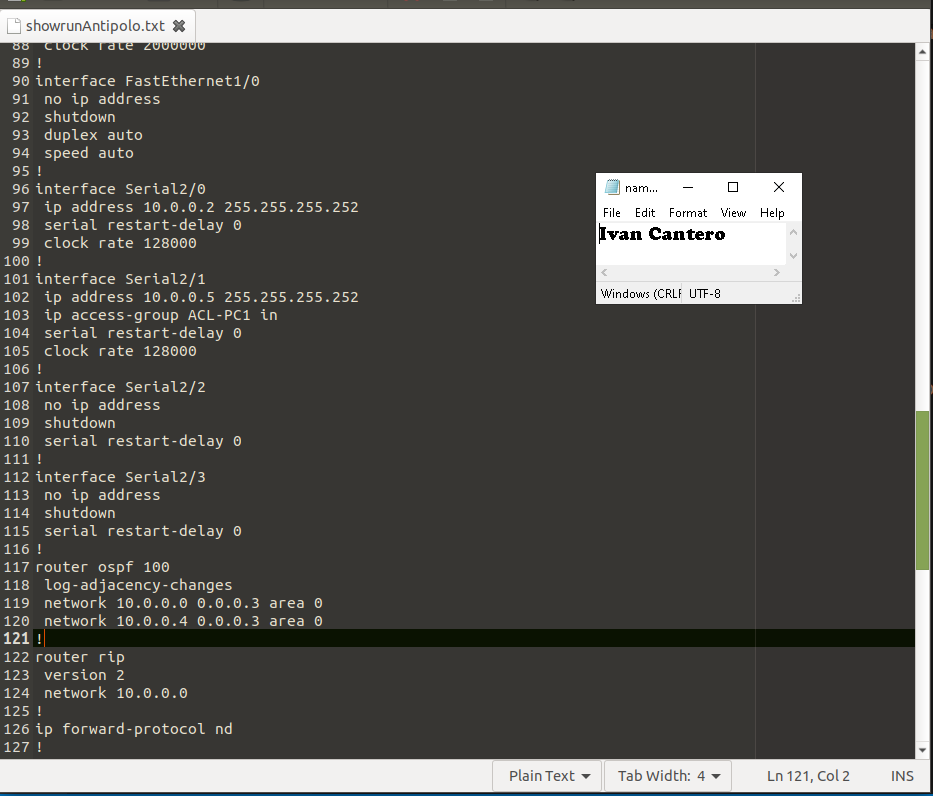 showrunAntipolo.txt
88 clock rate 2000000
89 !
90 interface FastEthernet1/0
91 no ip address
92 shutdown
93 duplex auto
94 speed auto
95 !
96 interface Serial2/0
97 ip address 10.0.0.2 255.255.255.252
98 serial restart-delay 0
99 clock rate 128000
100 !
101 interface Serial2/1
102 ip address 10.0.0.5 255.255.255.252
103 ip access-group ACL-PC1 in
104 serial restart-delay 0
105 clock rate 128000
106 !
107 interface Serial2/2
108 no ip address
109 shutdown
110 serial restart-delay 0
111 !
112 interface Serial2/3
113 no ip address
114 shutdown
115 serial restart-delay 0
116 !
117 router ospf 100
118 log-adjacency-changes
119 network 10.0.0.0 0.0.0.3 area 0
120 network 10.0.0.4 0.0.0.3 area 0
121 !
122 router rip
123 version 2
124 network 10.0.0.0
125 !
126 ip forward-protocol nd
127 !
nam...
File Edit Format View Help
Ivan Cantero
Windows (CRLF UTF-8
Plain Text Tab Width: 4 Ln 121, Col 2 INS